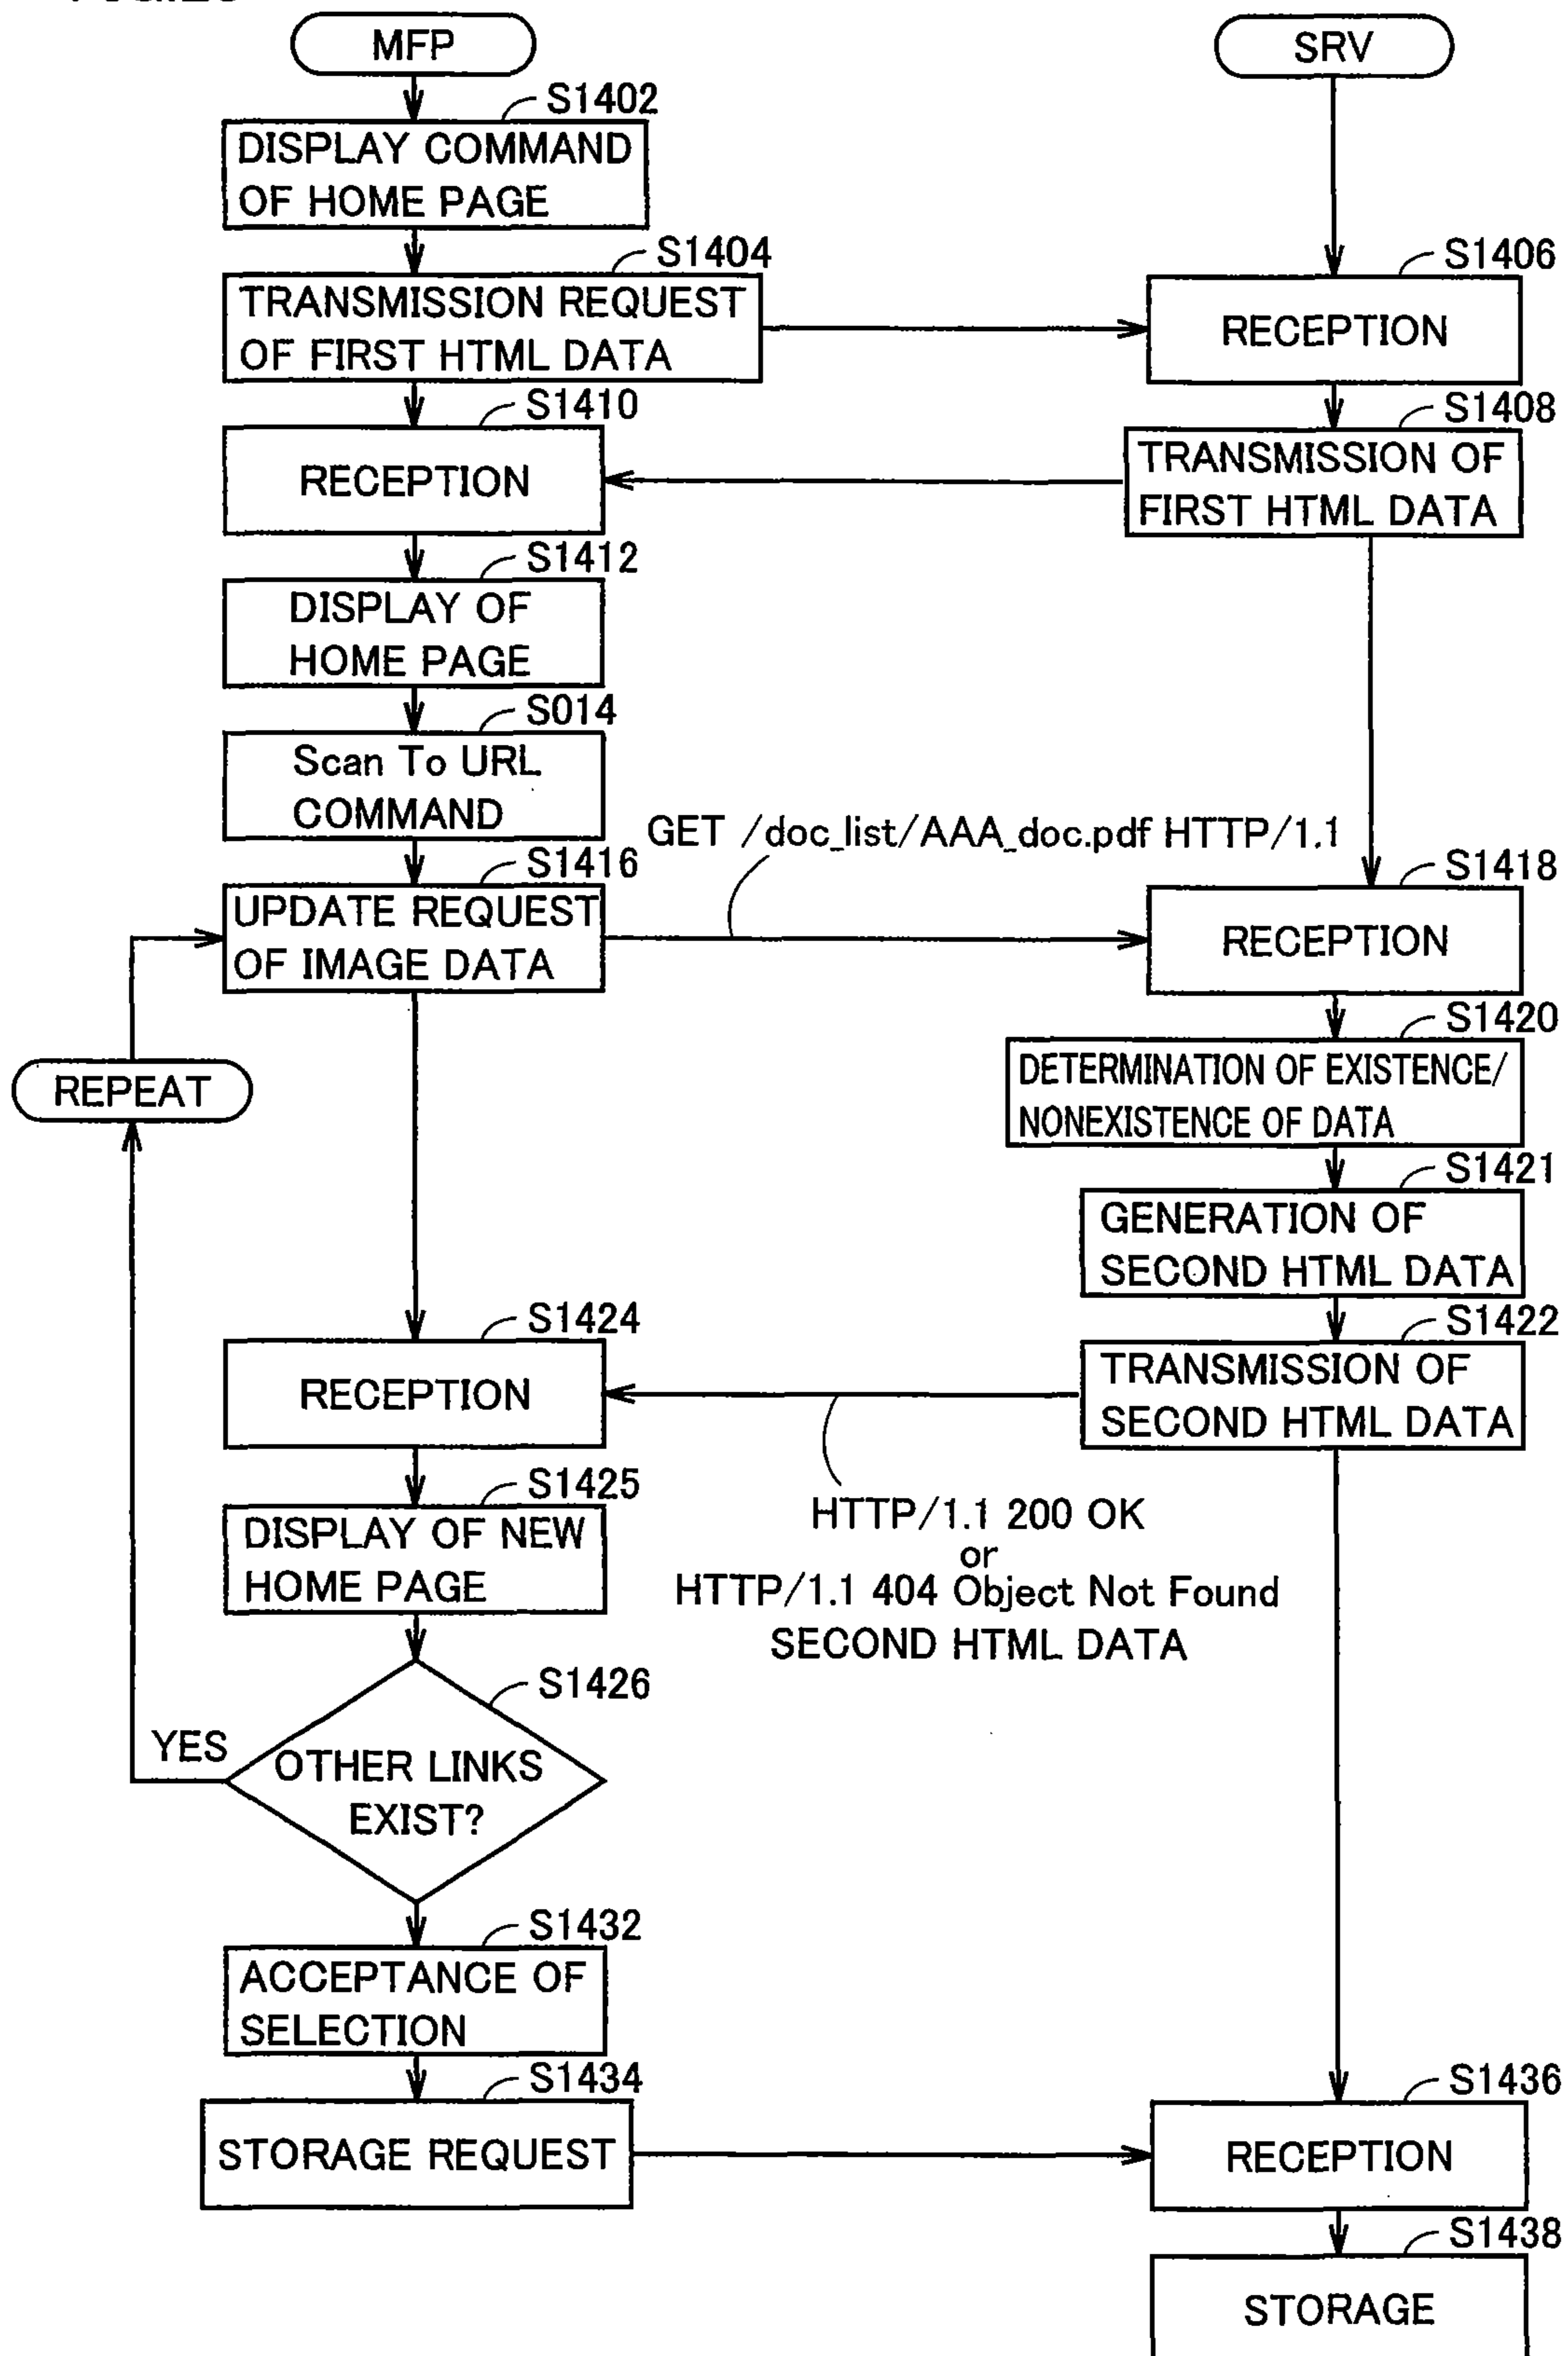 MFP
SRV
S1402
DISPLAY COMMAND
OF HOME PAGE
S1404
S1406
TRANSMISSION REQUEST
OF FIRST HTML DATA
RECEPTION
S1410
S1408
RECEPTION
TRANSMISSION OF
FIRST HTML DATA
S1412
DISPLAY OF
HOME PAGE
S014
Scan To URL
COMMAND
GET /doc_list/AAA_doc.pdf HTTP/1.1
S1416
S1418
UPDATE REQUEST
OF IMAGE DATA
RECEPTION
S1420
REPEAT
DETERMINATION OF EXISTENCE/
NONEXISTENCE OF DATA
S1421
GENERATION OF
SECOND HTML DATA
S1424
S1422
RECEPTION
TRANSMISSION OF
SECOND HTML DATA
S1425
DISPLAY OF NEW
HOME PAGE
HTTP/1.1 200 OK
or
HTTP/1.1 404 Object Not Found
SECOND HTML DATA
S1426
YES
OTHER LINKS
EXIST?
S1432
ACCEPTANCE OF
SELECTION
S1434
S1436
STORAGE REQUEST
RECEPTION
S1438
STORAGE